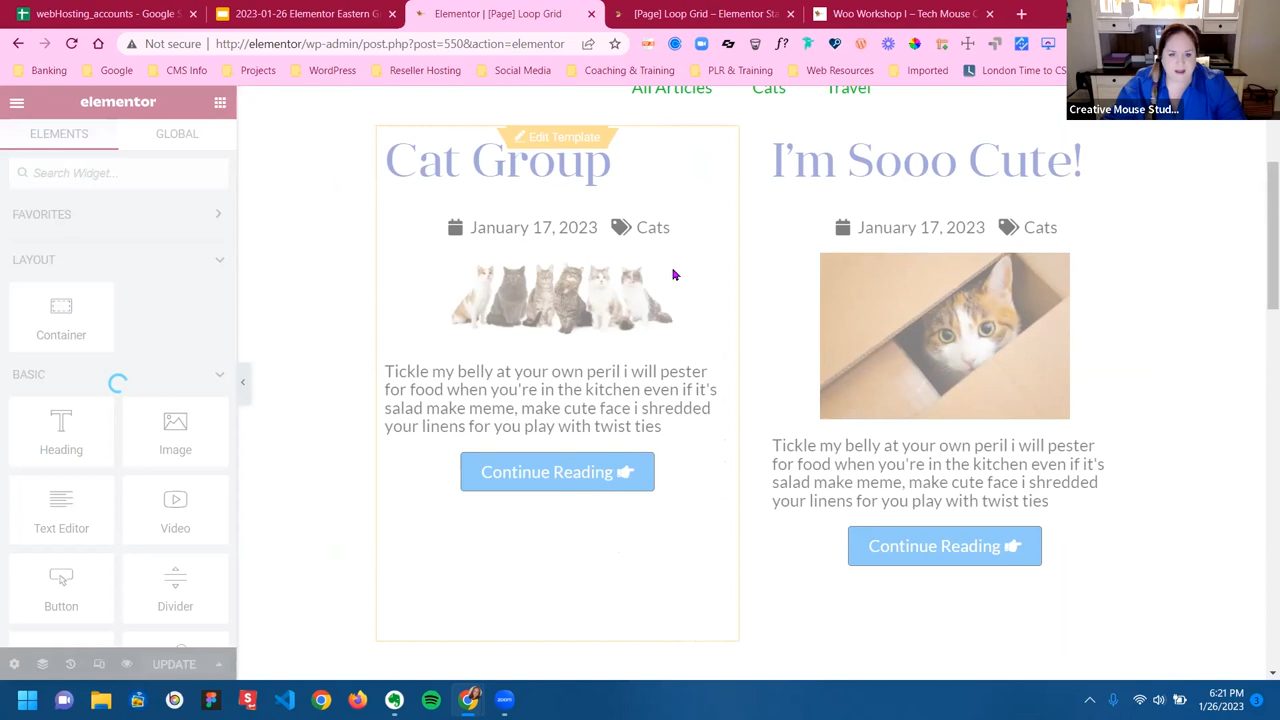 webHosting_accounts - Google S
2023-01-26 Elementor Eastern G
Elementor | [Page] Loop Grid
[Page] Loop Grid – Elementor Sta
Woo Workshop I – Tech Mouse C
Not secure
http://elementor/wp-admin/post.php
=550&action=elementor
Banking
Google
CMS Info
Projects
WordPress
Media
Coaching & Training
PLR & Training
Web Resources
Imported
London Time to CS
Creative Mouse Stud...
elementor
ELEMENTS
GLOBAL
Search Widget...
FAVORITES
LAYOUT
Container
BASIC
Heading
Image
Text Editor
Video
Button
Divider
UPDATE
All Articles
Cats
Travel
Edit Template
Cat Group
January 17, 2023
Cats
Tickle my belly at your own peril i will pester
for food when you're in the kitchen even if it's
salad make meme, make cute face i shredded
your linens for you play with twist ties
Continue Reading
I'm Sooo Cute!
January 17, 2023
Cats
Tickle my belly at your own peril i will pester
for food when you're in the kitchen even if it's
salad make meme, make cute face i shredded
your linens for you play with twist ties
Continue Reading
6:21 PM
1/26/2023
3